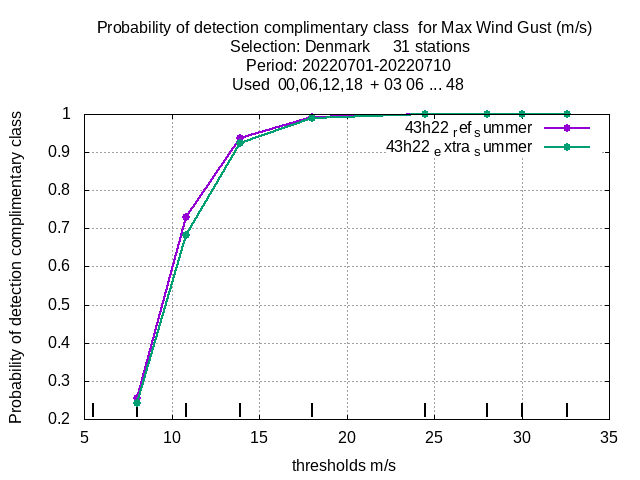 Probability of detection complimentary class  for Max Wind Gust (m/s)
Selection: Denmark     31 stations
Period: 20220701-20220710
Used  00,06,12,18  + 03 06 ... 48
Probability of detection complimentary class
1
0.9
0.8
0.7
0.6
0.5
0.4
0.3
0.2
43h22 ref summer
43h22 extra summer
5 10 15 20 25 30 35
thresholds m/s